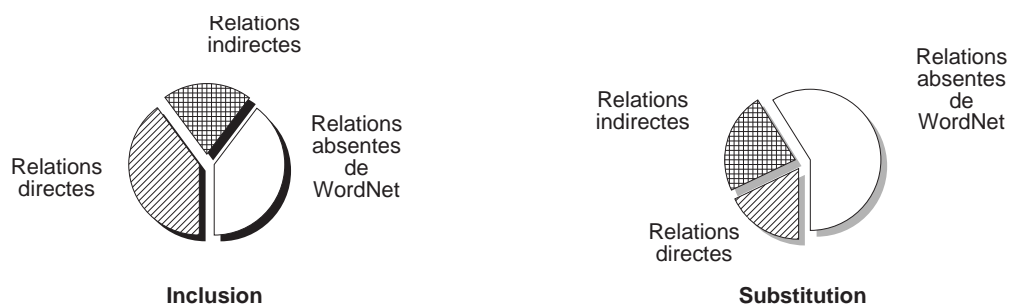 Relations
indirectes
Relations
directes
Relations
absentes
de
WordNet
Inclusion
Relations
absentes
de
WordNet
Relations
indirectes
Relations
directes
Substitution